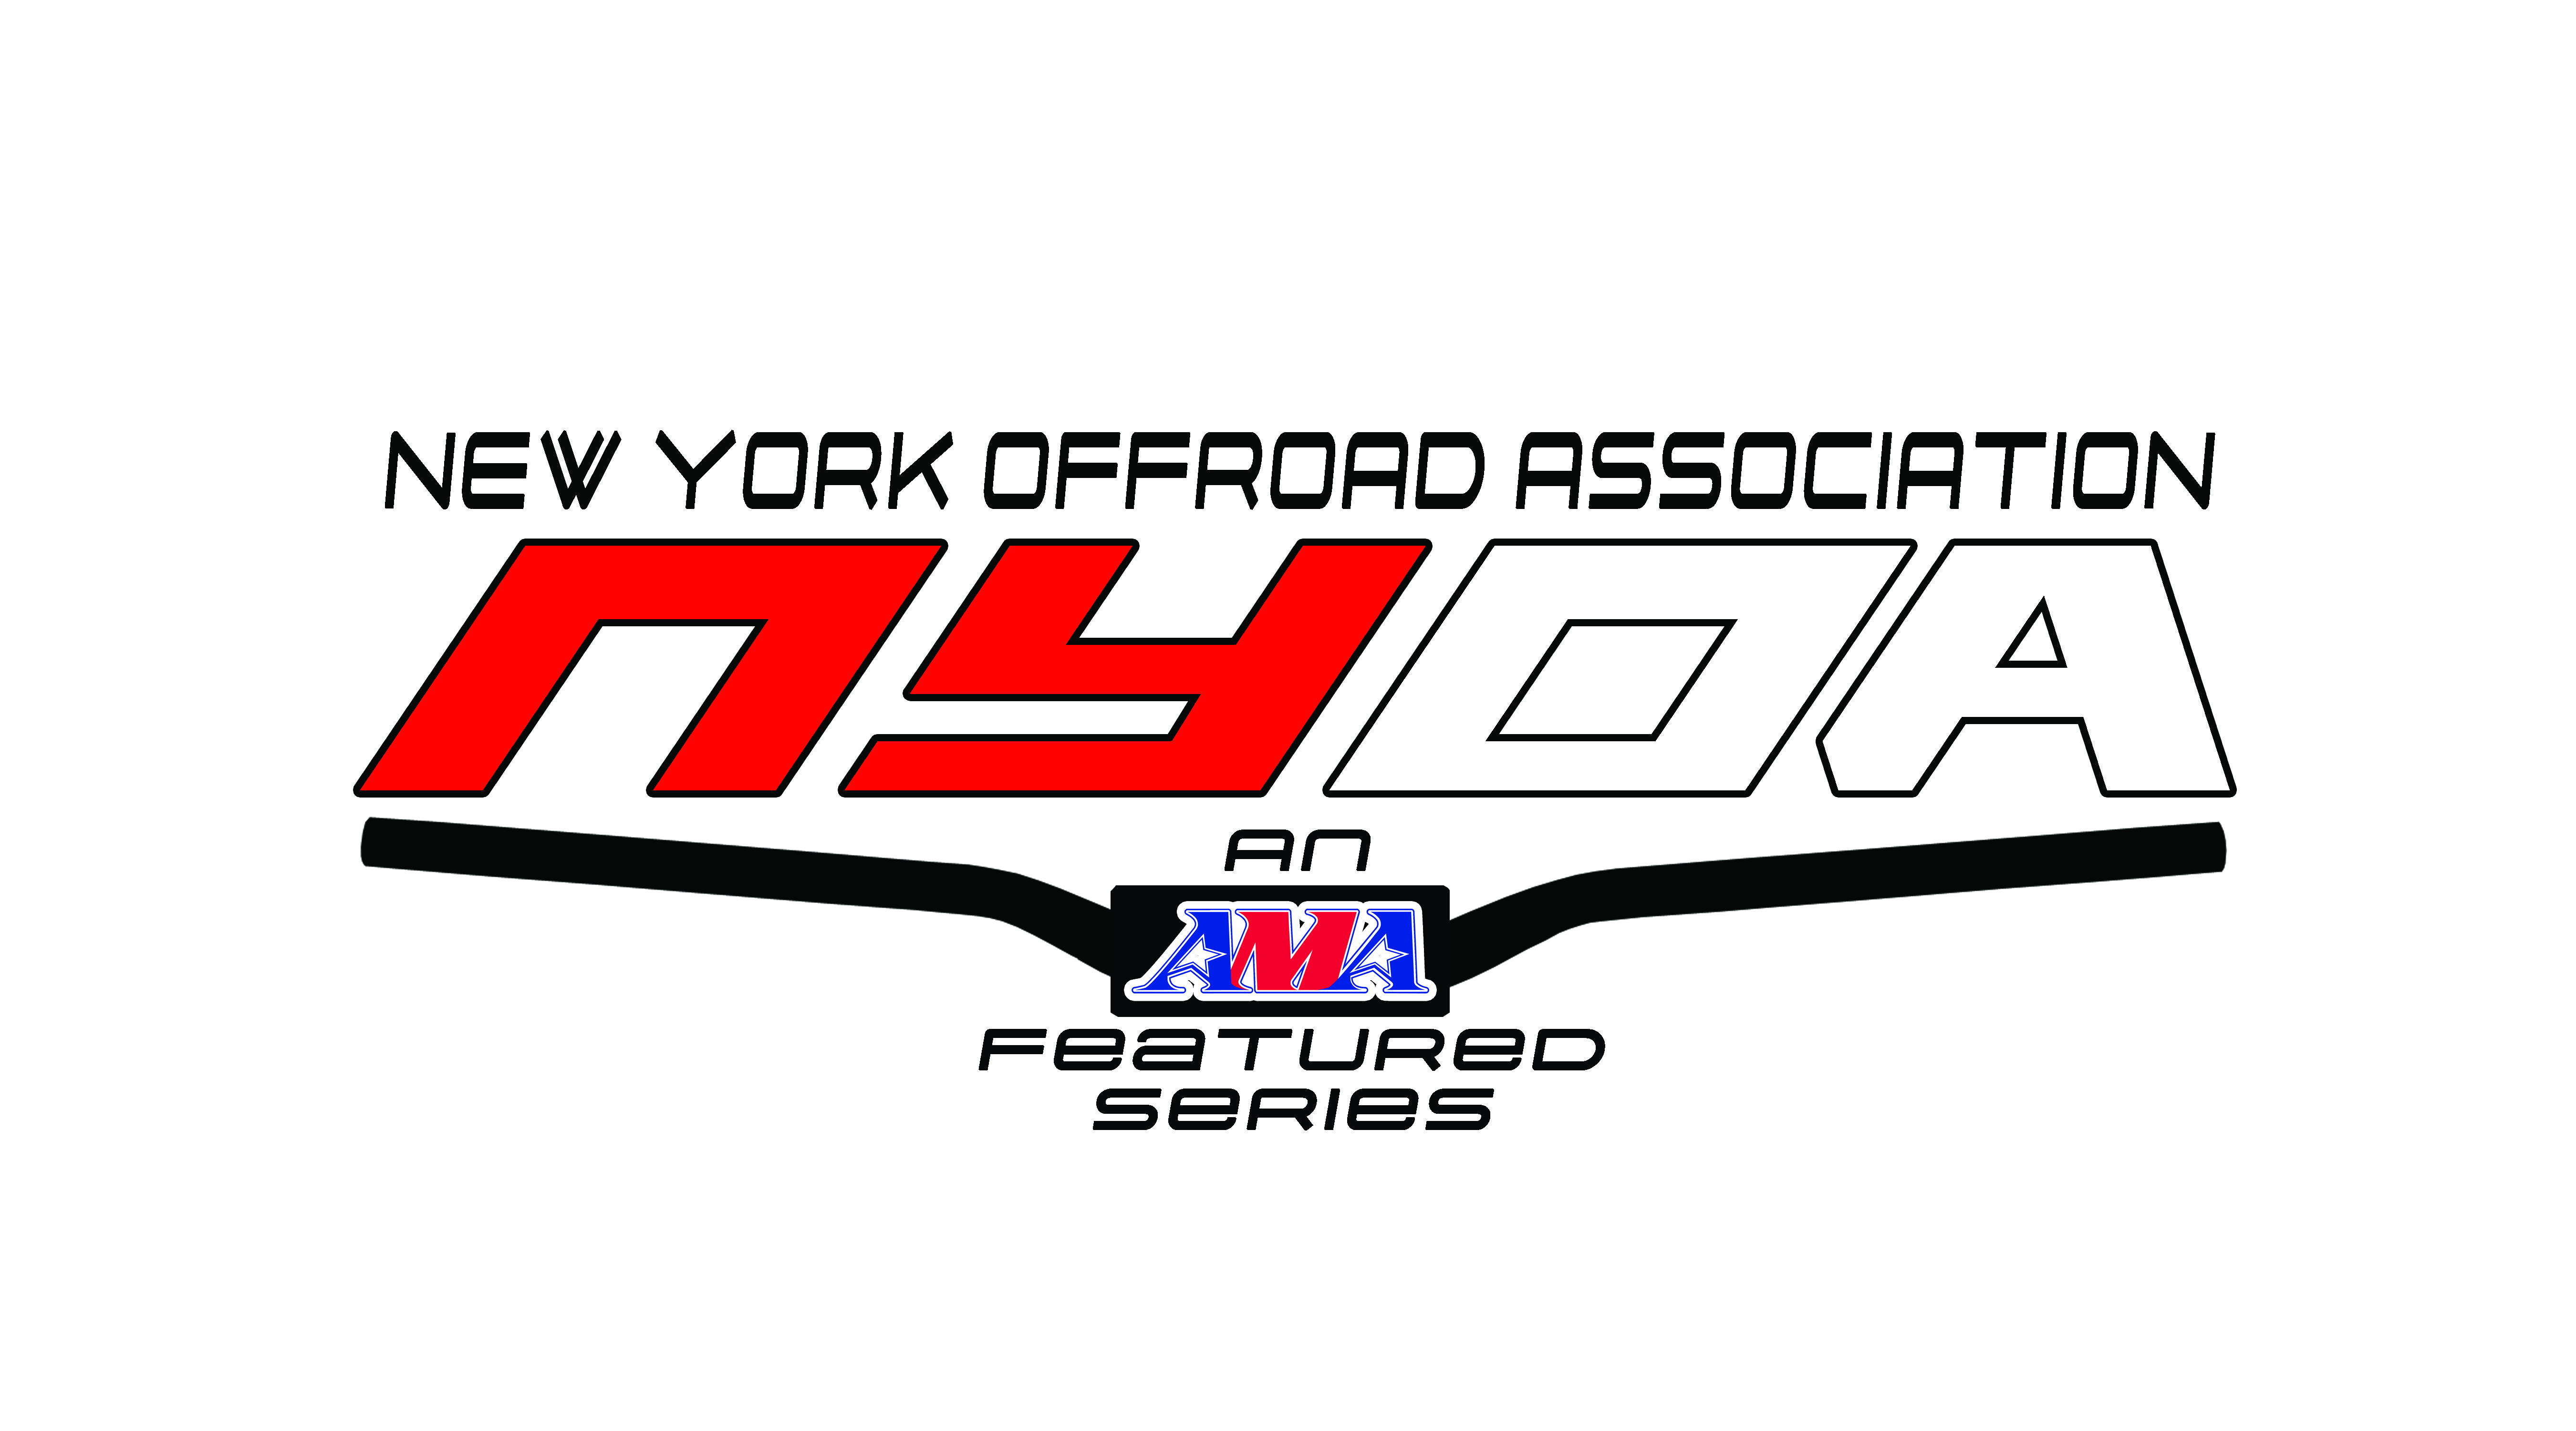 NEW YORK OFFROAD ASSOCIATION
NYOA
AN
AMA
FEATURED
SERIES